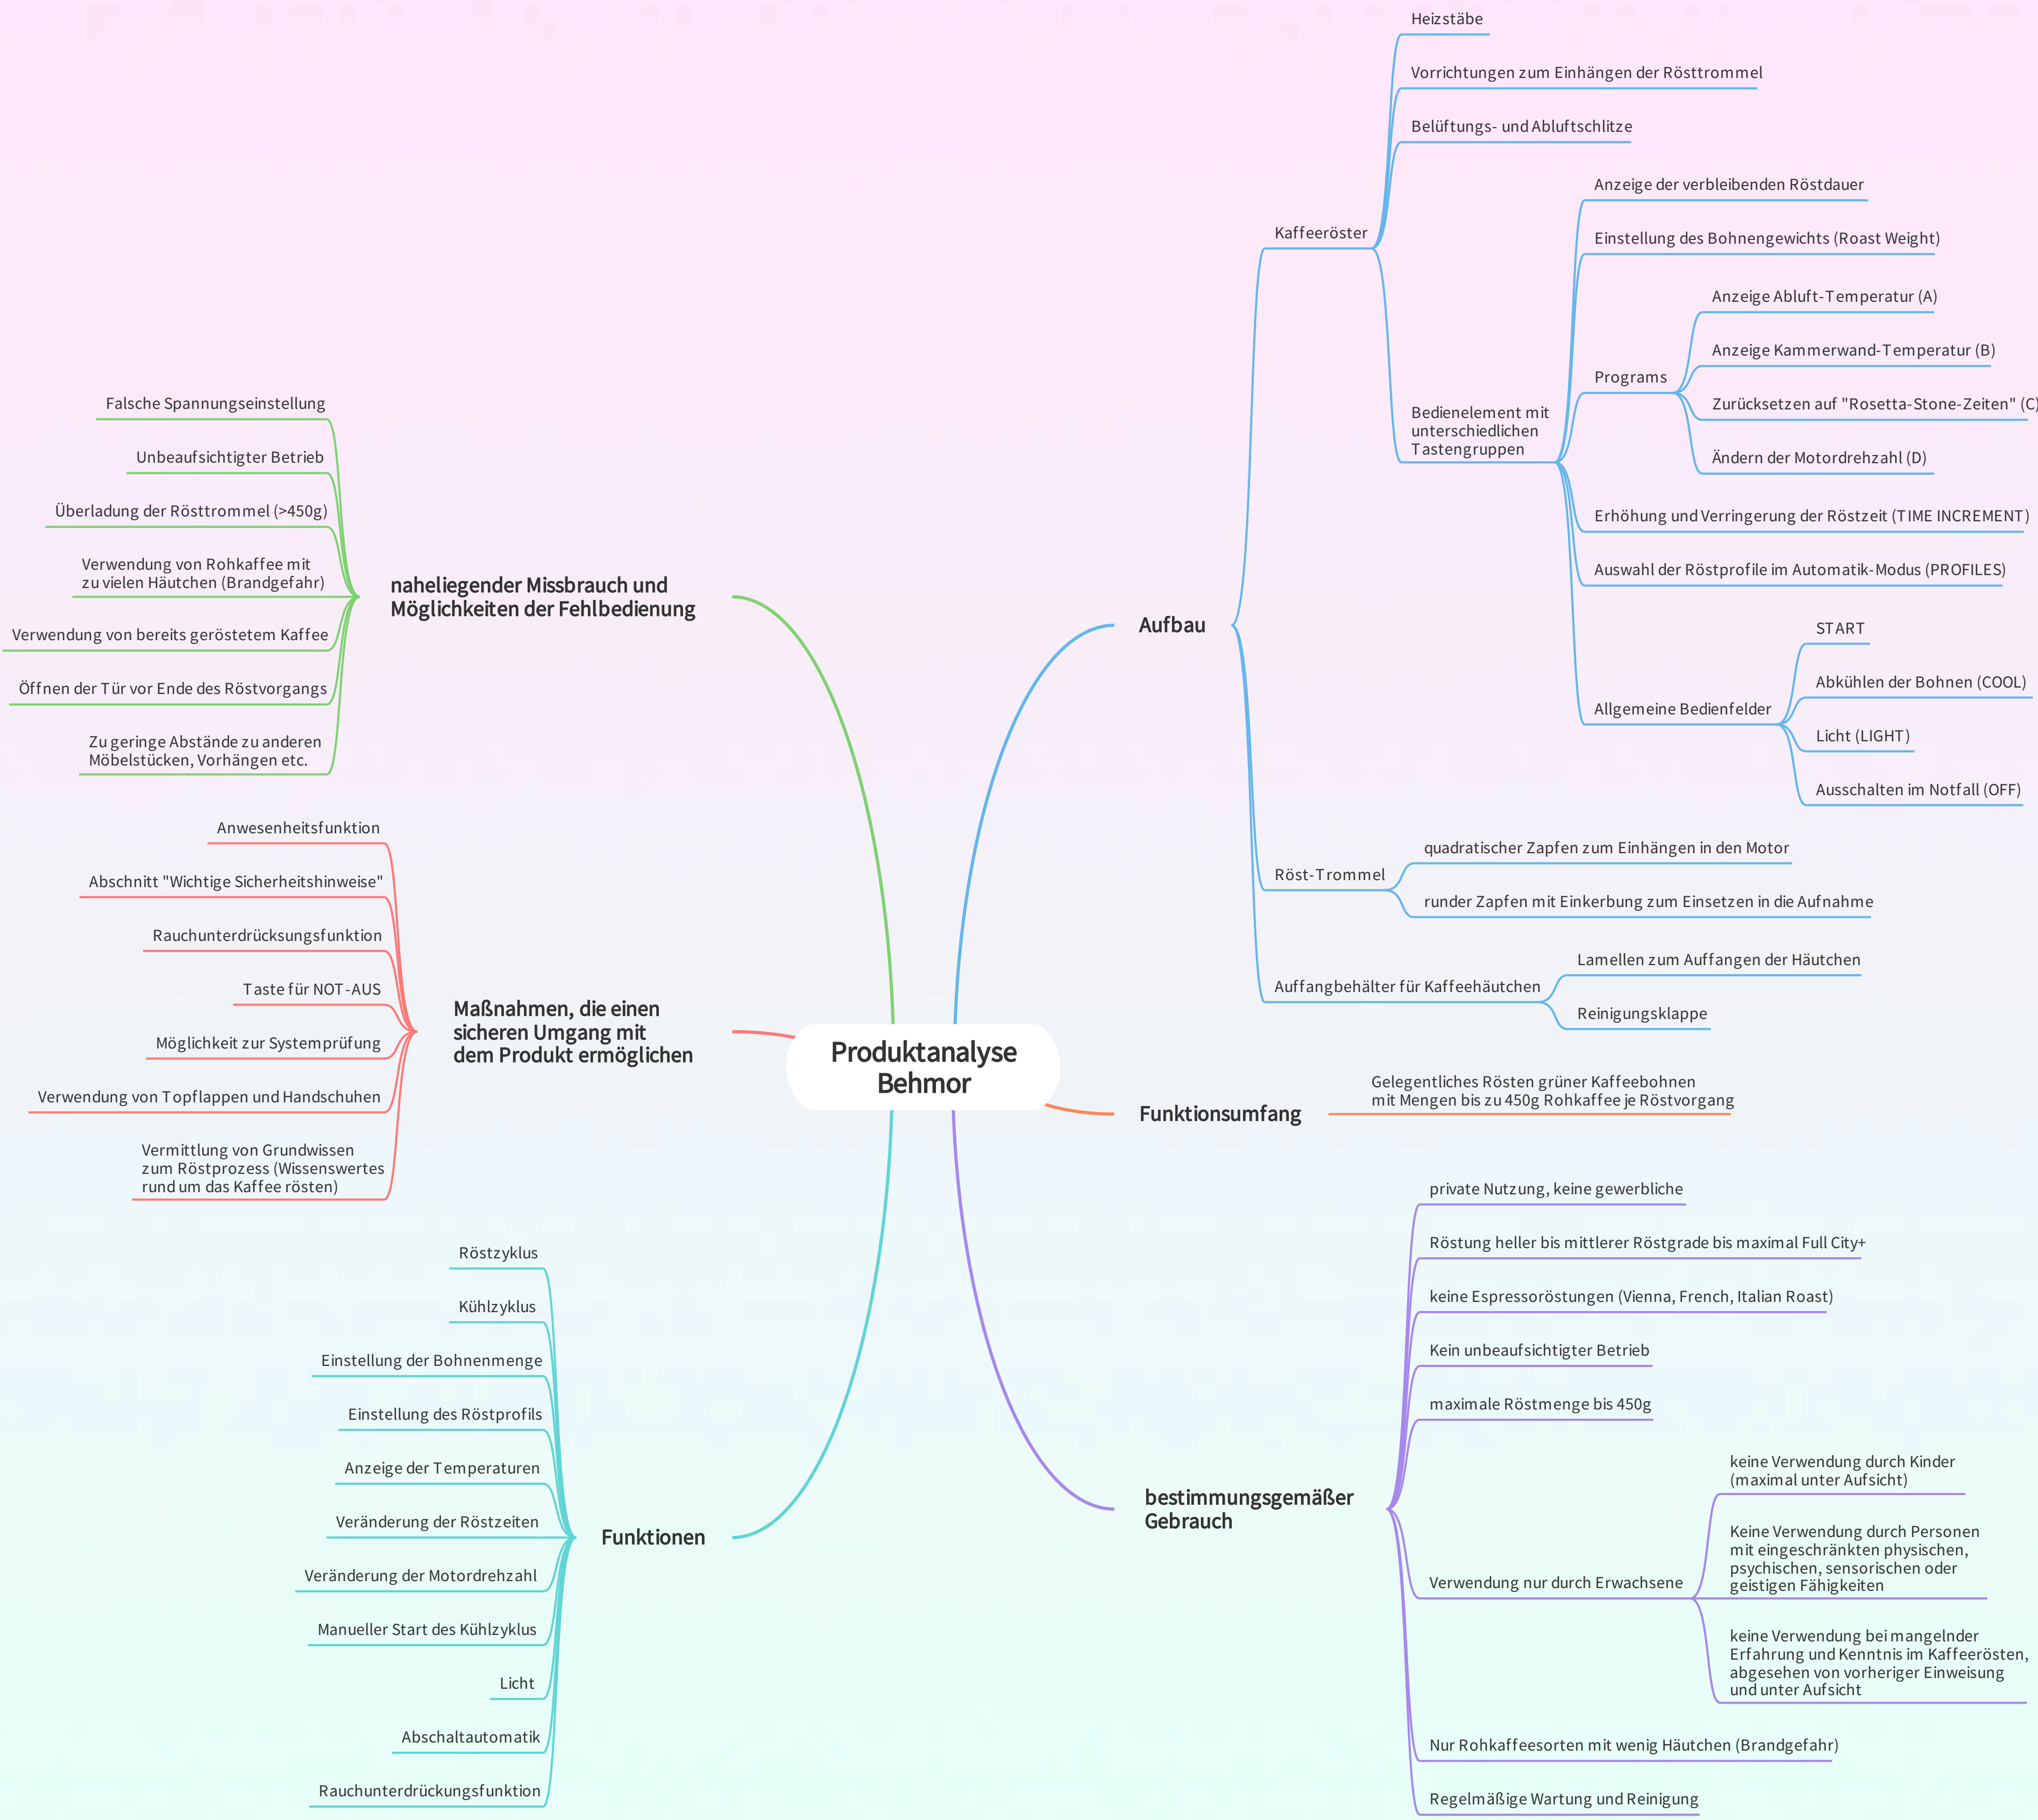 Produktanalyse
Behmor
Aufbau
Kaffeeröster
Heizstäbe
Vorrichtungen zum Einhängen der Rösttrommel
Belüftungs- und Abluftschlitze
Bedienelement mit
unterschiedlichen
Tastengruppen
Anzeige der verbleibenden Röstdauer
Einstellung des Bohnengewichts (Roast Weight)
Programs
Anzeige Abluft-Temperatur (A)
Anzeige Kammerwand-Temperatur (B)
Zurücksetzen auf "Rosetta-Stone-Zeiten" (C)
Ändern der Motordrehzahl (D)
Erhöhung und Verringerung der Röstzeit (TIME INCREMENT)
Auswahl der Röstprofile im Automatik-Modus (PROFILES)
Allgemeine Bedienfelder
START
Abkühlen der Bohnen (COOL)
Licht (LIGHT)
Ausschalten im Notfall (OFF)
Röst-Trommel
quadratischer Zapfen zum Einhängen in den Motor
runder Zapfen mit Einkerbung zum Einsetzen in die Aufnahme
Auffangbehälter für Kaffeehäutchen
Lamellen zum Auffangen der Häutchen
Reinigungsklappe
Funktionsumfang
Gelegentliches Rösten grüner Kaffeebohnen
mit Mengen bis zu 450g Rohkaffee je Röstvorgang
bestimmungsgemäßer
Gebrauch
private Nutzung, keine gewerbliche
Röstung heller bis mittlerer Röstgrade bis maximal Full City+
keine Espressoröstungen (Vienna, French, Italian Roast)
Kein unbeaufsichtigter Betrieb
maximale Röstmenge bis 450g
Verwendung nur durch Erwachsene
keine Verwendung durch Kinder
(maximal unter Aufsicht)
Keine Verwendung durch Personen
mit eingeschränkten physischen,
psychischen, sensorischen oder
geistigen Fähigkeiten
keine Verwendung bei mangelnder
Erfahrung und Kenntnis im Kaffeerösten,
abgesehen von vorheriger Einweisung
und unter Aufsicht
Nur Rohkaffeesorten mit wenig Häutchen (Brandgefahr)
Regelmäßige Wartung und Reinigung
naheliegender Missbrauch und
Möglichkeiten der Fehlbedienung
Falsche Spannungseinstellung
Unbeaufsichtigter Betrieb
Überladung der Rösttrommel (>450g)
Verwendung von Rohkaffee mit
zu vielen Häutchen (Brandgefahr)
Verwendung von bereits geröstetem Kaffee
Öffnen der Tür vor Ende des Röstvorgangs
Zu geringe Abstände zu anderen
Möbelstücken, Vorhängen etc.
Maßnahmen, die einen
sicheren Umgang mit
dem Produkt ermöglichen
Anwesenheitsfunktion
Abschnitt "Wichtige Sicherheitshinweise"
Rauchunterdrücksungsfunktion
Taste für NOT-AUS
Möglichkeit zur Systemprüfung
Verwendung von Topflappen und Handschuhen
Vermittlung von Grundwissen
zum Röstprozess (Wissenswertes
rund um das Kaffee rösten)
Funktionen
Röstzyklus
Kühlzyklus
Einstellung der Bohnenmenge
Einstellung des Röstprofils
Anzeige der Temperaturen
Veränderung der Röstzeiten
Veränderung der Motordrehzahl
Manueller Start des Kühlzyklus
Licht
Abschaltautomatik
Rauchunterdrückungsfunktion